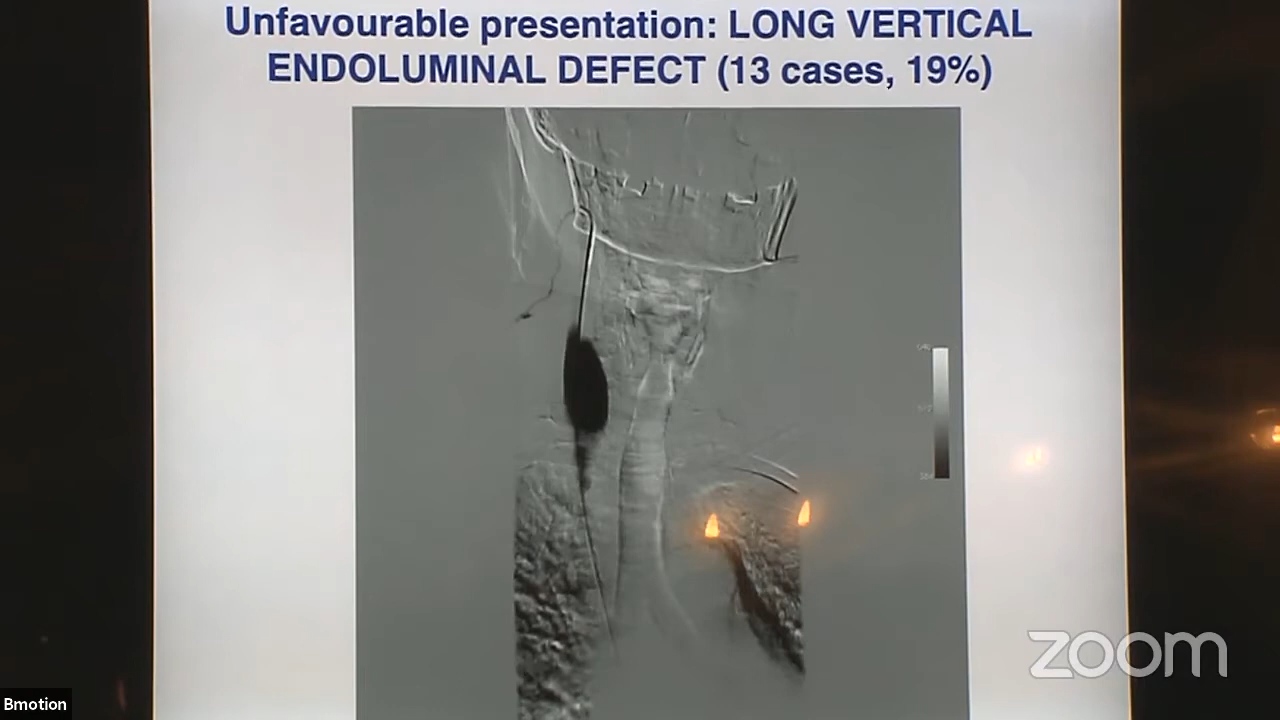 Unfavourable presentation: LONG VERTICAL
ENDOLUMINAL DEFECT (13 cases, 19%)
zoom
Bmotion